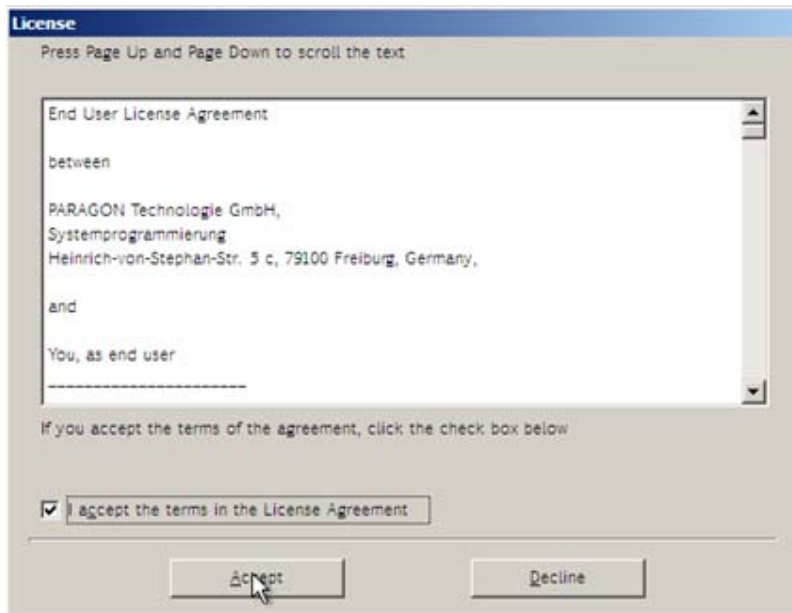 License
Press Page Up and Page Down to scroll the text
End User License Agreement
between
PARAGON Technologie GmbH,
Systemprogrammierung
Heinrich-von-Stephan-Str. 5 c, 79100 Freiburg, Germany,
and
You, as end user
______________________
If you accept the terms of the agreement, click the check box below
I accept the terms in the License Agreement
Accept
Decline